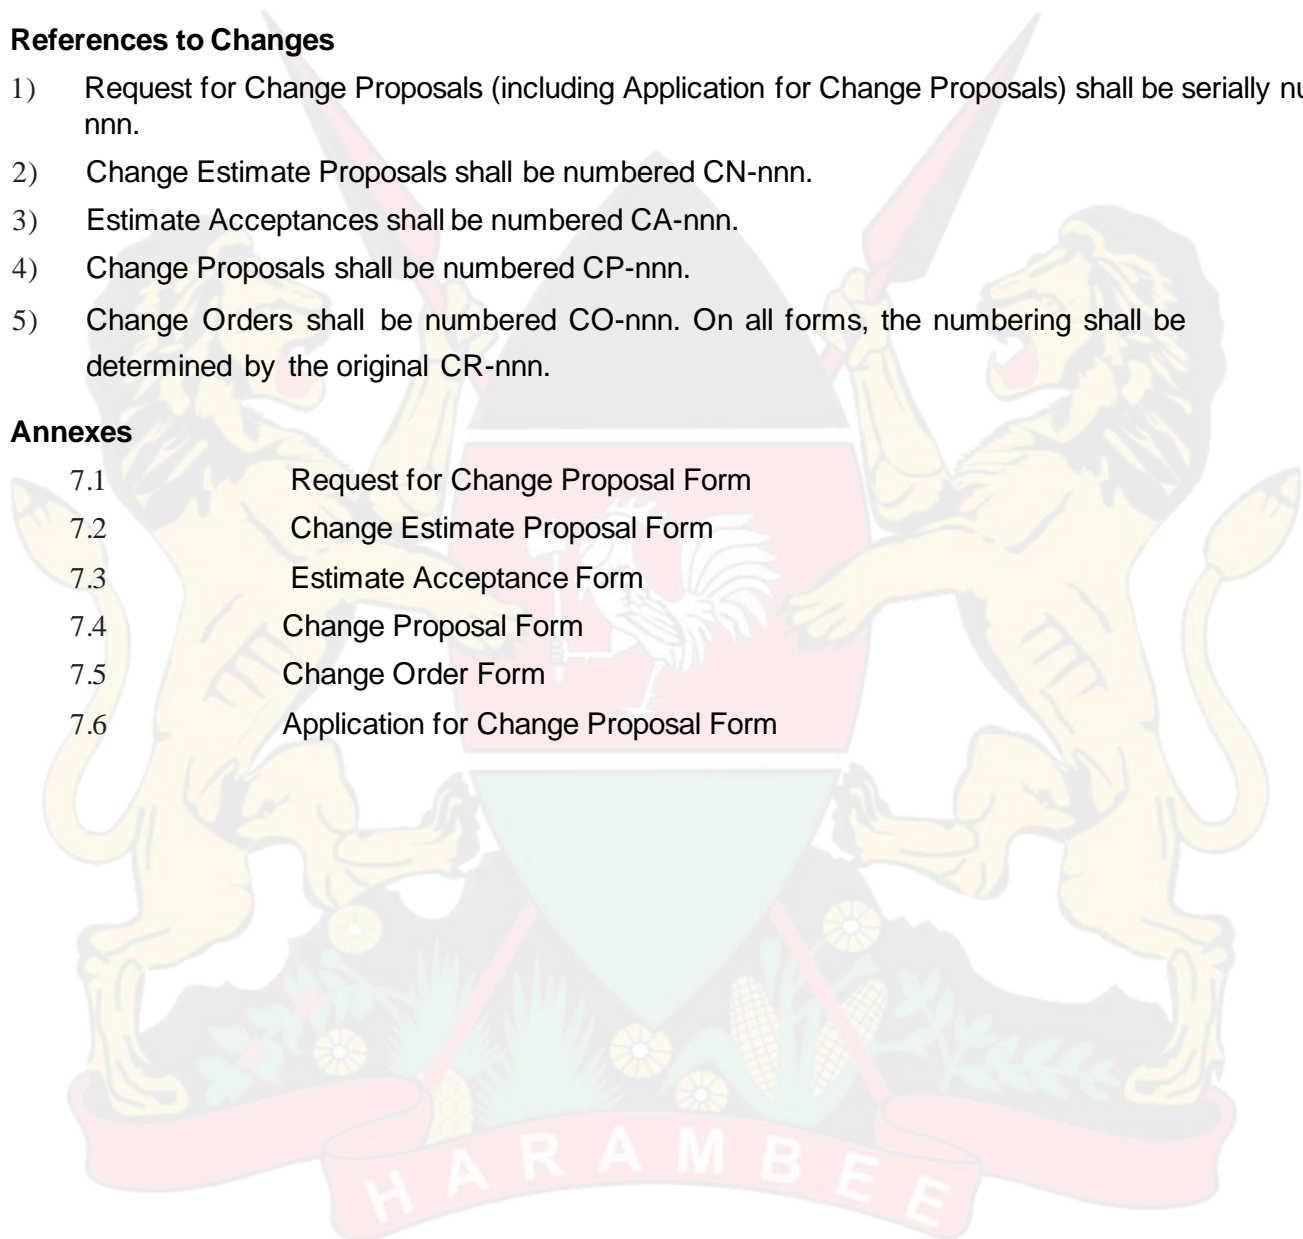 References to Changes
1) Request for Change Proposals (including Application for Change Proposals) shall be serially
nnn.
2) Change Estimate Proposals shall be numbered CN-nnn.
3) Estimate Acceptances shall be numbered CA-nnn.
4) Change Proposals shall be numbered CP-nnn.
5) Change Orders shall be numbered CO-nnn. On all forms, the numbering shall be
determined by the original CR-nnn.
Annexes
7.1 Request for Change Proposal Form
7.2 Change Estimate Proposal Form
7.3 Estimate Acceptance Form
7.4 Change Proposal Form
7.5 Change Order Form
7.6 Application for Change Proposal Form
HARAMBEE